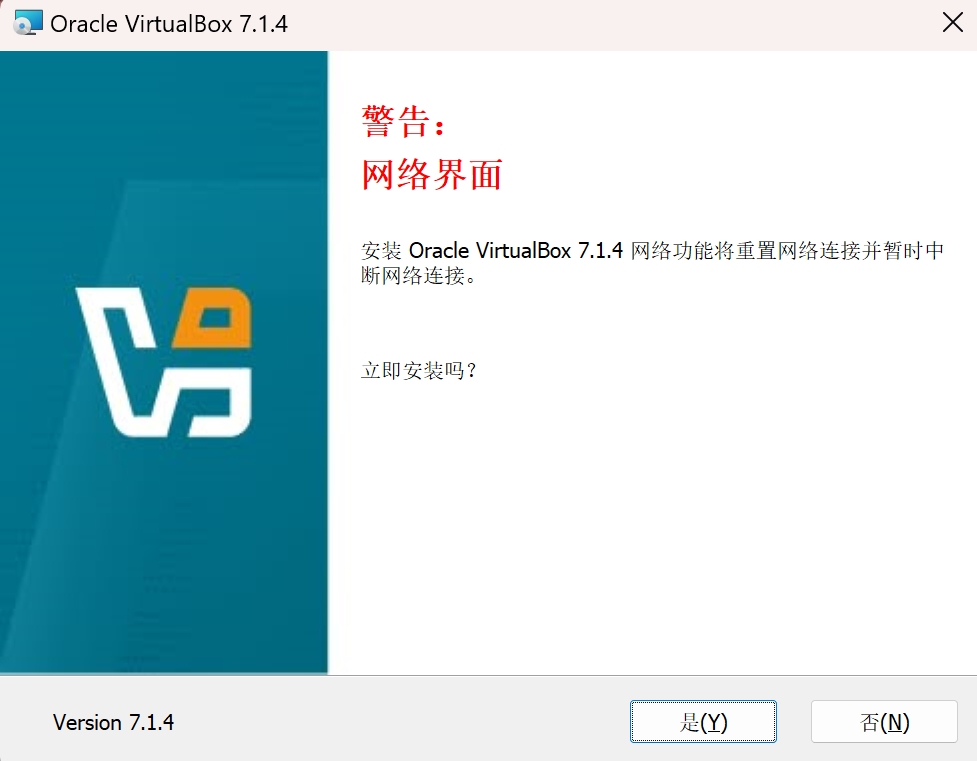 Oracle VirtualBox 7.1.4
警告：
网络界面
安装 Oracle VirtualBox 7.1.4 网络功能将重置网络连接并暂时中
断网络连接。
立即安装吗？
Version 7.1.4
是(Y)
否(N)